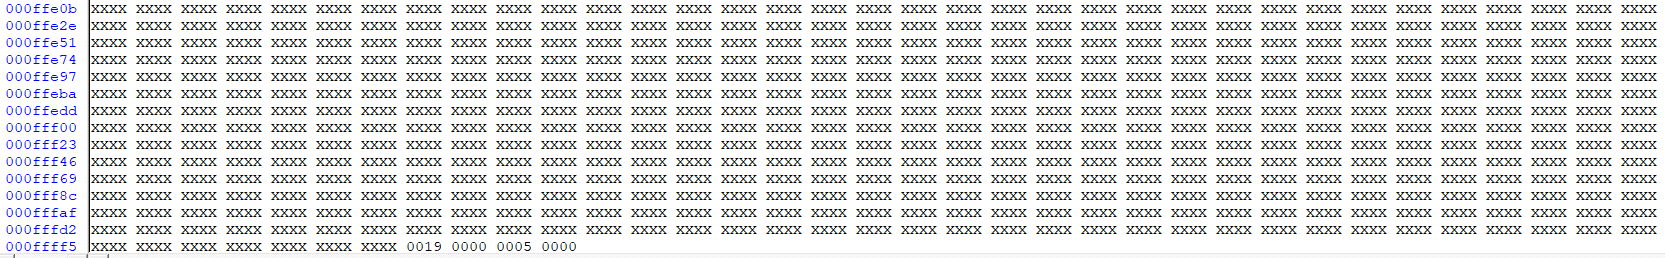 000ffe0b XXXX XXXX XXXX XXXX XXXX XXXX XXXX XXXX XXXX XXXX XXXX XXXX XXXX XXXX XXXX XXXX XXXX XXXX XXXX XXXX XXXX XXXX XXXX XXXX XXXX XXXX XXXX XXXX XXXX XXXX XXXX XXXX XXXX XXXX XXXX
000ffe2e XXXX XXXX XXXX XXXX XXXX XXXX XXXX XXXX XXXX XXXX XXXX XXXX XXXX XXXX XXXX XXXX XXXX XXXX XXXX XXXX XXXX XXXX XXXX XXXX XXXX XXXX XXXX XXXX XXXX XXXX XXXX XXXX XXXX XXXX XXXX
000ffe51 XXXX XXXX XXXX XXXX XXXX XXXX XXXX XXXX XXXX XXXX XXXX XXXX XXXX XXXX XXXX XXXX XXXX XXXX XXXX XXXX XXXX XXXX XXXX XXXX XXXX XXXX XXXX XXXX XXXX XXXX XXXX XXXX XXXX XXXX XXXX
000ffe74 XXXX XXXX XXXX XXXX XXXX XXXX XXXX XXXX XXXX XXXX XXXX XXXX XXXX XXXX XXXX XXXX XXXX XXXX XXXX XXXX XXXX XXXX XXXX XXXX XXXX XXXX XXXX XXXX XXXX XXXX XXXX XXXX XXXX XXXX XXXX
000ffe97 XXXX XXXX XXXX XXXX XXXX XXXX XXXX XXXX XXXX XXXX XXXX XXXX XXXX XXXX XXXX XXXX XXXX XXXX XXXX XXXX XXXX XXXX XXXX XXXX XXXX XXXX XXXX XXXX XXXX XXXX XXXX XXXX XXXX XXXX XXXX
000ffeba XXXX XXXX XXXX XXXX XXXX XXXX XXXX XXXX XXXX XXXX XXXX XXXX XXXX XXXX XXXX XXXX XXXX XXXX XXXX XXXX XXXX XXXX XXXX XXXX XXXX XXXX XXXX XXXX XXXX XXXX XXXX XXXX XXXX XXXX XXXX
000ffedd XXXX XXXX XXXX XXXX XXXX XXXX XXXX XXXX XXXX XXXX XXXX XXXX XXXX XXXX XXXX XXXX XXXX XXXX XXXX XXXX XXXX XXXX XXXX XXXX XXXX XXXX XXXX XXXX XXXX XXXX XXXX XXXX XXXX XXXX XXXX
000fff00 XXXX XXXX XXXX XXXX XXXX XXXX XXXX XXXX XXXX XXXX XXXX XXXX XXXX XXXX XXXX XXXX XXXX XXXX XXXX XXXX XXXX XXXX XXXX XXXX XXXX XXXX XXXX XXXX XXXX XXXX XXXX XXXX XXXX XXXX XXXX
000fff23 XXXX XXXX XXXX XXXX XXXX XXXX XXXX XXXX XXXX XXXX XXXX XXXX XXXX XXXX XXXX XXXX XXXX XXXX XXXX XXXX XXXX XXXX XXXX XXXX XXXX XXXX XXXX XXXX XXXX XXXX XXXX XXXX XXXX XXXX XXXX
000fff46 XXXX XXXX XXXX XXXX XXXX XXXX XXXX XXXX XXXX XXXX XXXX XXXX XXXX XXXX XXXX XXXX XXXX XXXX XXXX XXXX XXXX XXXX XXXX XXXX XXXX XXXX XXXX XXXX XXXX XXXX XXXX XXXX XXXX XXXX XXXX
000fff69 XXXX XXXX XXXX XXXX XXXX XXXX XXXX XXXX XXXX XXXX XXXX XXXX XXXX XXXX XXXX XXXX XXXX XXXX XXXX XXXX XXXX XXXX XXXX XXXX XXXX XXXX XXXX XXXX XXXX XXXX XXXX XXXX XXXX XXXX XXXX
000fff8c XXXX XXXX XXXX XXXX XXXX XXXX XXXX XXXX XXXX XXXX XXXX XXXX XXXX XXXX XXXX XXXX XXXX XXXX XXXX XXXX XXXX XXXX XXXX XXXX XXXX XXXX XXXX XXXX XXXX XXXX XXXX XXXX XXXX XXXX XXXX
000fffaf XXXX XXXX XXXX XXXX XXXX XXXX XXXX XXXX XXXX XXXX XXXX XXXX XXXX XXXX XXXX XXXX XXXX XXXX XXXX XXXX XXXX XXXX XXXX XXXX XXXX XXXX XXXX XXXX XXXX XXXX XXXX XXXX XXXX XXXX XXXX
000fffd2 XXXX XXXX XXXX XXXX XXXX XXXX XXXX XXXX XXXX XXXX XXXX XXXX XXXX XXXX XXXX XXXX XXXX XXXX XXXX XXXX XXXX XXXX XXXX XXXX XXXX XXXX XXXX XXXX XXXX XXXX XXXX XXXX XXXX XXXX XXXX
000ffff5 XXXX XXXX XXXX XXXX XXXX XXXX XXXX 0019 0000 0005 0000